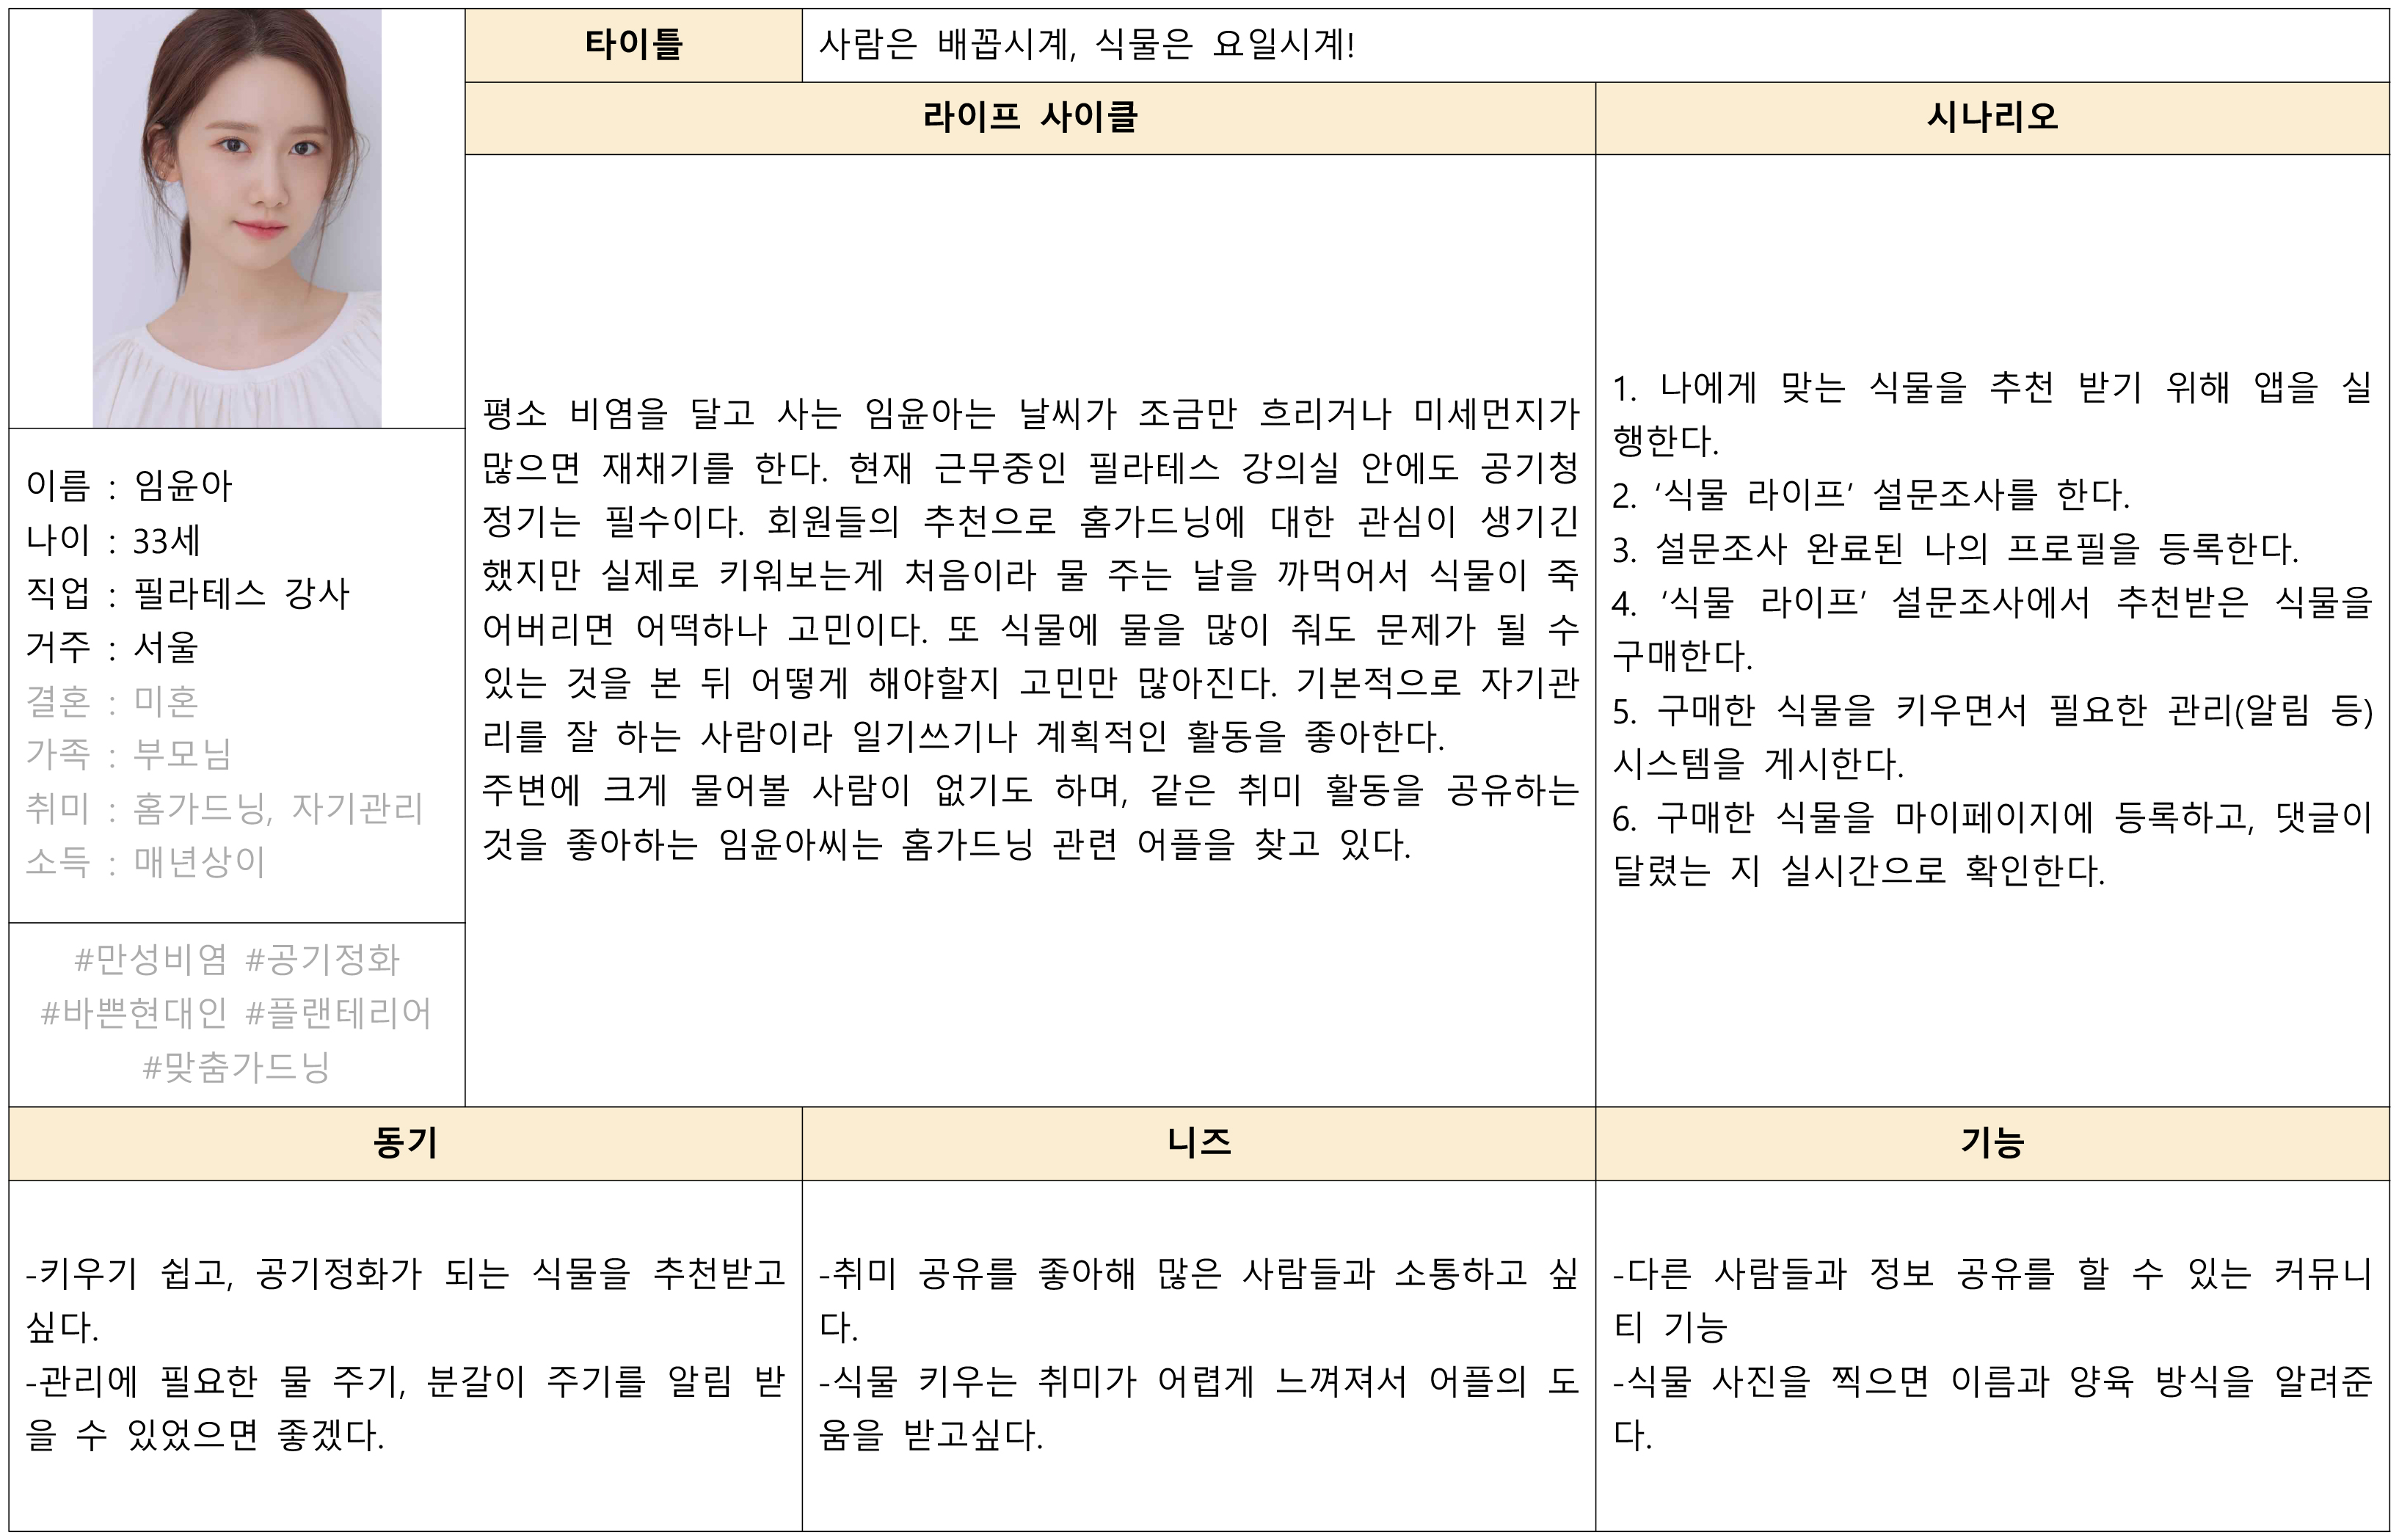 타이틀
사람은 배꼽시계, 식물은 요일시계!
라이프 사이클
시나리오
이름 : 임윤아
나이 : 33세
직업 : 필라테스 강사
거주 : 서울
결혼 : 미혼
가족 : 부모님
취미 : 홈가드닝, 자기관리
소득 : 매년상이
#만성비염 #공기정화
#바쁜현대인 #플랜테리어
#맞춤가드닝
평소 비염을 달고 사는 임윤아는 날씨가 조금만 흐리거나 미세먼지가
많으면 재채기를 한다. 현재 근무중인 필라테스 강의실 안에도 공기청
정기는 필수이다. 회원들의 추천으로 홈가드닝에 대한 관심이 생기긴
했지만 실제로 키워보는게 처음이라 물 주는 날을 까먹어서 식물이 죽
어버리면 어떡하나 고민이다. 또 식물에 물을 많이 줘도 문제가 될 수
있는 것을 본 뒤 어떻게 해야할지 고민만 많아진다. 기본적으로 자기관
리를 잘 하는 사람이라 일기쓰기나 계획적인 활동을 좋아한다.
주변에 크게 물어볼 사람이 없기도 하며, 같은 취미 활동을 공유하는
것을 좋아하는 임윤아씨는 홈가드닝 관련 어플을 찾고 있다.
1. 나에게 맞는 식물을 추천 받기 위해 앱을 실
행한다.
2. ‘식물 라이프’ 설문조사를 한다.
3. 설문조사 완료된 나의 프로필을 등록한다.
4. ‘식물 라이프’ 설문조사에서 추천받은 식물을
구매한다.
5. 구매한 식물을 키우면서 필요한 관리(알림 등)
시스템을 게시한다.
6. 구매한 식물을 마이페이지에 등록하고, 댓글이
달렸는 지 실시간으로 확인한다.
동기
니즈
기능
-키우기 쉽고, 공기정화가 되는 식물을 추천받고
싶다.
-관리에 필요한 물 주기, 분갈이 주기를 알림 받
을 수 있었으면 좋겠다.
-취미 공유를 좋아해 많은 사람들과 소통하고 싶
다.
-식물 키우는 취미가 어렵게 느껴져서 어플의 도
움을 받고싶다.
-다른 사람들과 정보 공유를 할 수 있는 커뮤니
티 기능
-식물 사진을 찍으면 이름과 양육 방식을 알려준
다.